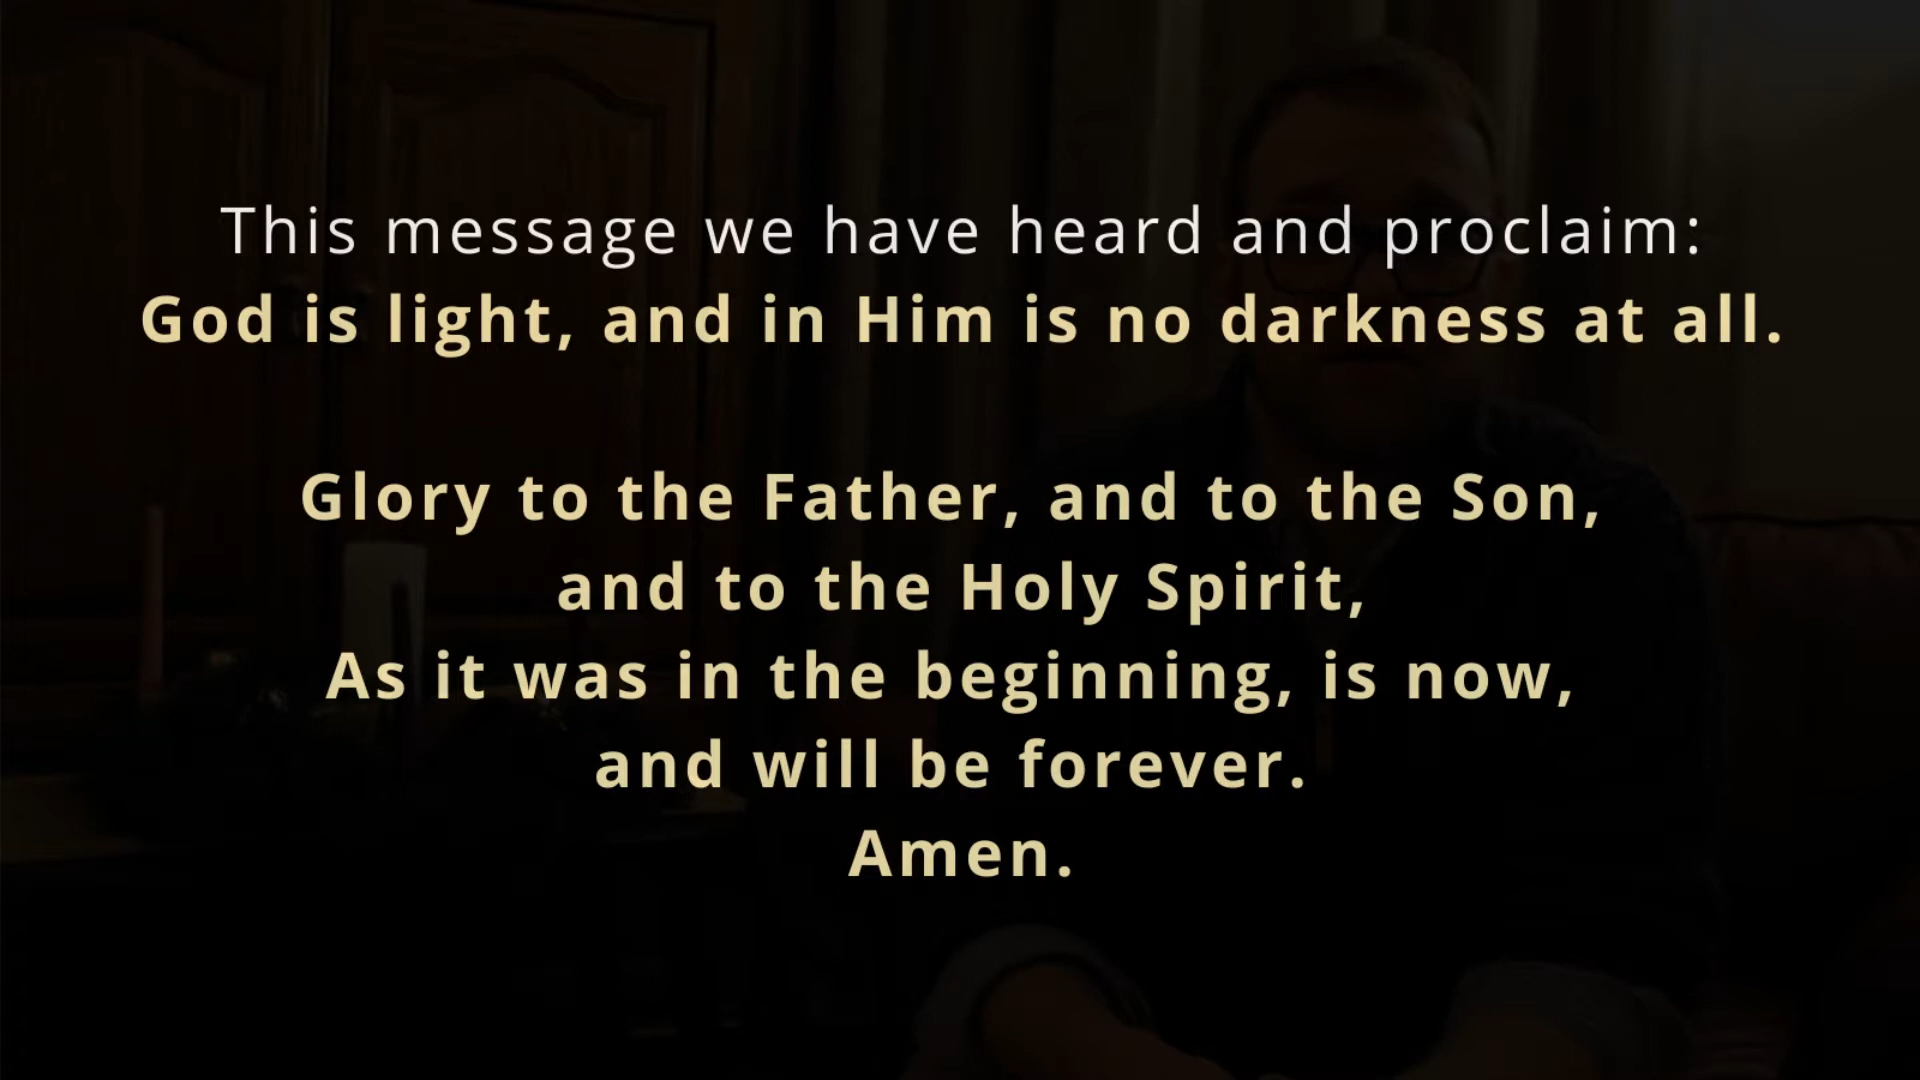 This message we have heard and proclaim:
God is light, and in Him is no darkness at all.
Glory to the Father, and to the Son,
and to the Holy Spirit,
As it was in the beginning, is now,
and will be forever.
Amen.